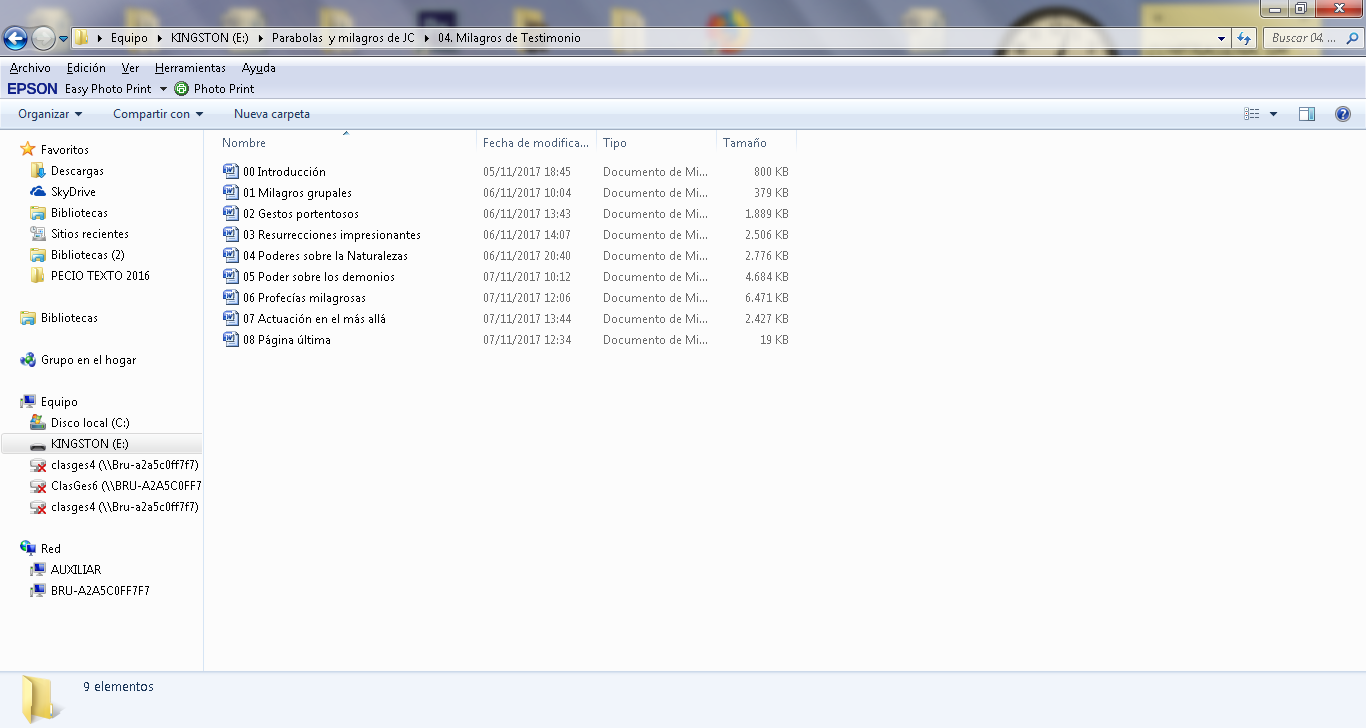 Equipo ▸ KINGSTON (E:) ▸ Parabolas y milagros de JC ▸ 04. Milagros de Testimonio
Buscar 04. ...
Archivo Edición Ver Herramientas Ayuda
EPSON Easy Photo Print Photo Print
Organizar Compartir con Nueva carpeta
Favoritos
Descargas
SkyDrive
Bibliotecas
Sitios recientes
Bibliotecas (2)
PECIO TEXTO 2016
Bibliotecas
Grupo en el hogar
Equipo
Disco local (C:)
KINGSTON (E:)
clasges4 (\\Bru-a2a5c0ff7f7)
ClasGes6 (\\BRU-A2A5C0FF7
clasges4 (\\Bru-a2a5c0ff7f7)
Red
AUXILIAR
BRU-A2A5C0FF7F7
Nombre Fecha de modifica... Tipo Tamaño
00 Introducción 05/11/2017 18:45 Documento de Mi... 800 KB
01 Milagros grupales 06/11/2017 10:04 Documento de Mi... 379 KB
02 Gestos portentosos 06/11/2017 13:43 Documento de Mi... 1.889 KB
03 Resurrecciones impresionantes 06/11/2017 14:07 Documento de Mi... 2.506 KB
04 Poderes sobre la Naturalezas 06/11/2017 20:40 Documento de Mi... 2.776 KB
05 Poder sobre los demonios 07/11/2017 10:12 Documento de Mi... 4.684 KB
06 Profecías milagrosas 07/11/2017 12:06 Documento de Mi... 6.471 KB
07 Actuación en el más allá 07/11/2017 13:44 Documento de Mi... 2.427 KB
08 Página última 07/11/2017 12:34 Documento de Mi... 19 KB
9 elementos